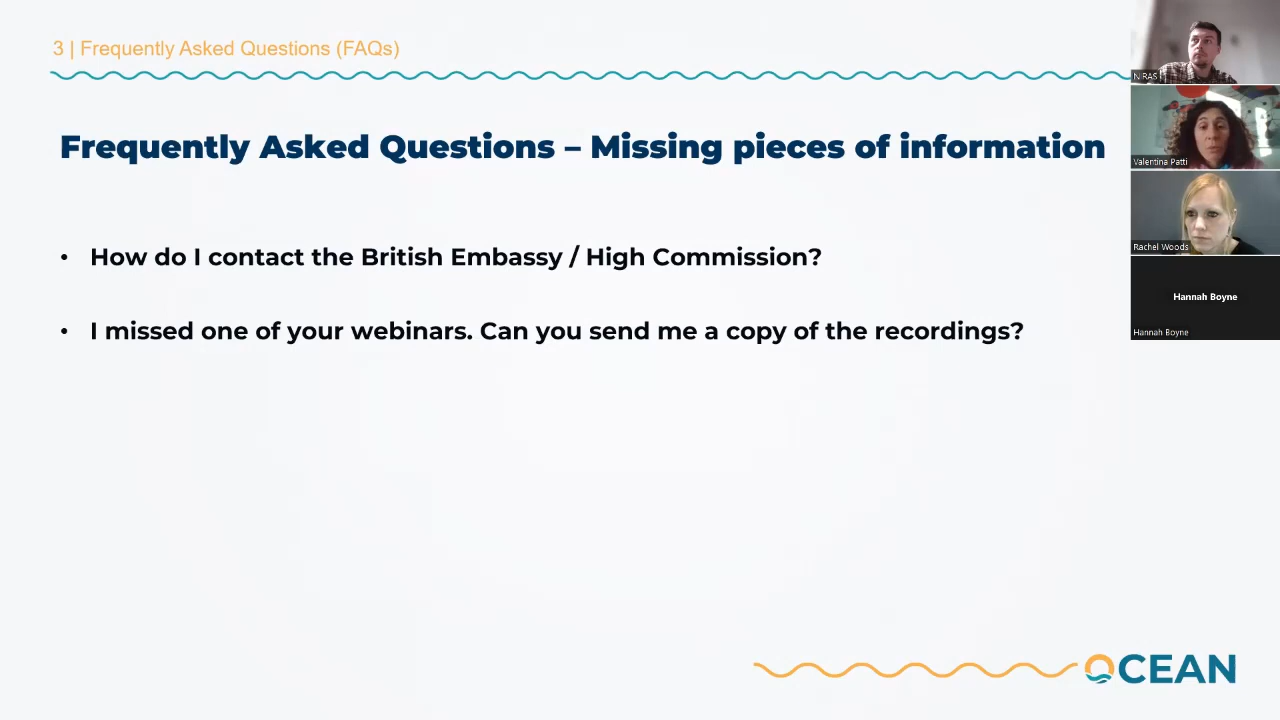 3 | Frequently Asked Questions (FAQs)
NIRAS
Frequently Asked Questions – Missing pieces of information
Valentina Patti
• How do I contact the British Embassy / High Commission?
Rachel Woods
Hannah Boyne
• I missed one of your webinars. Can you send me a copy of the recordings?
Hannah Boyne
OCEAN